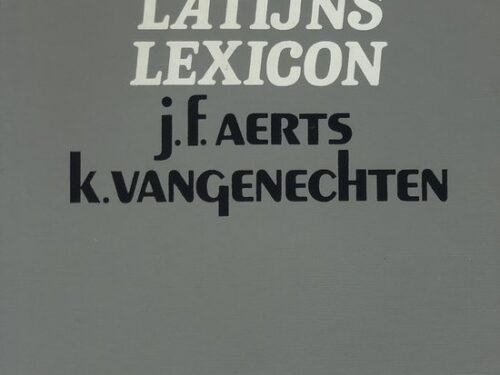 LATIJNS
LEXICON
j.f. AERTS
k. VANGENECHTEN